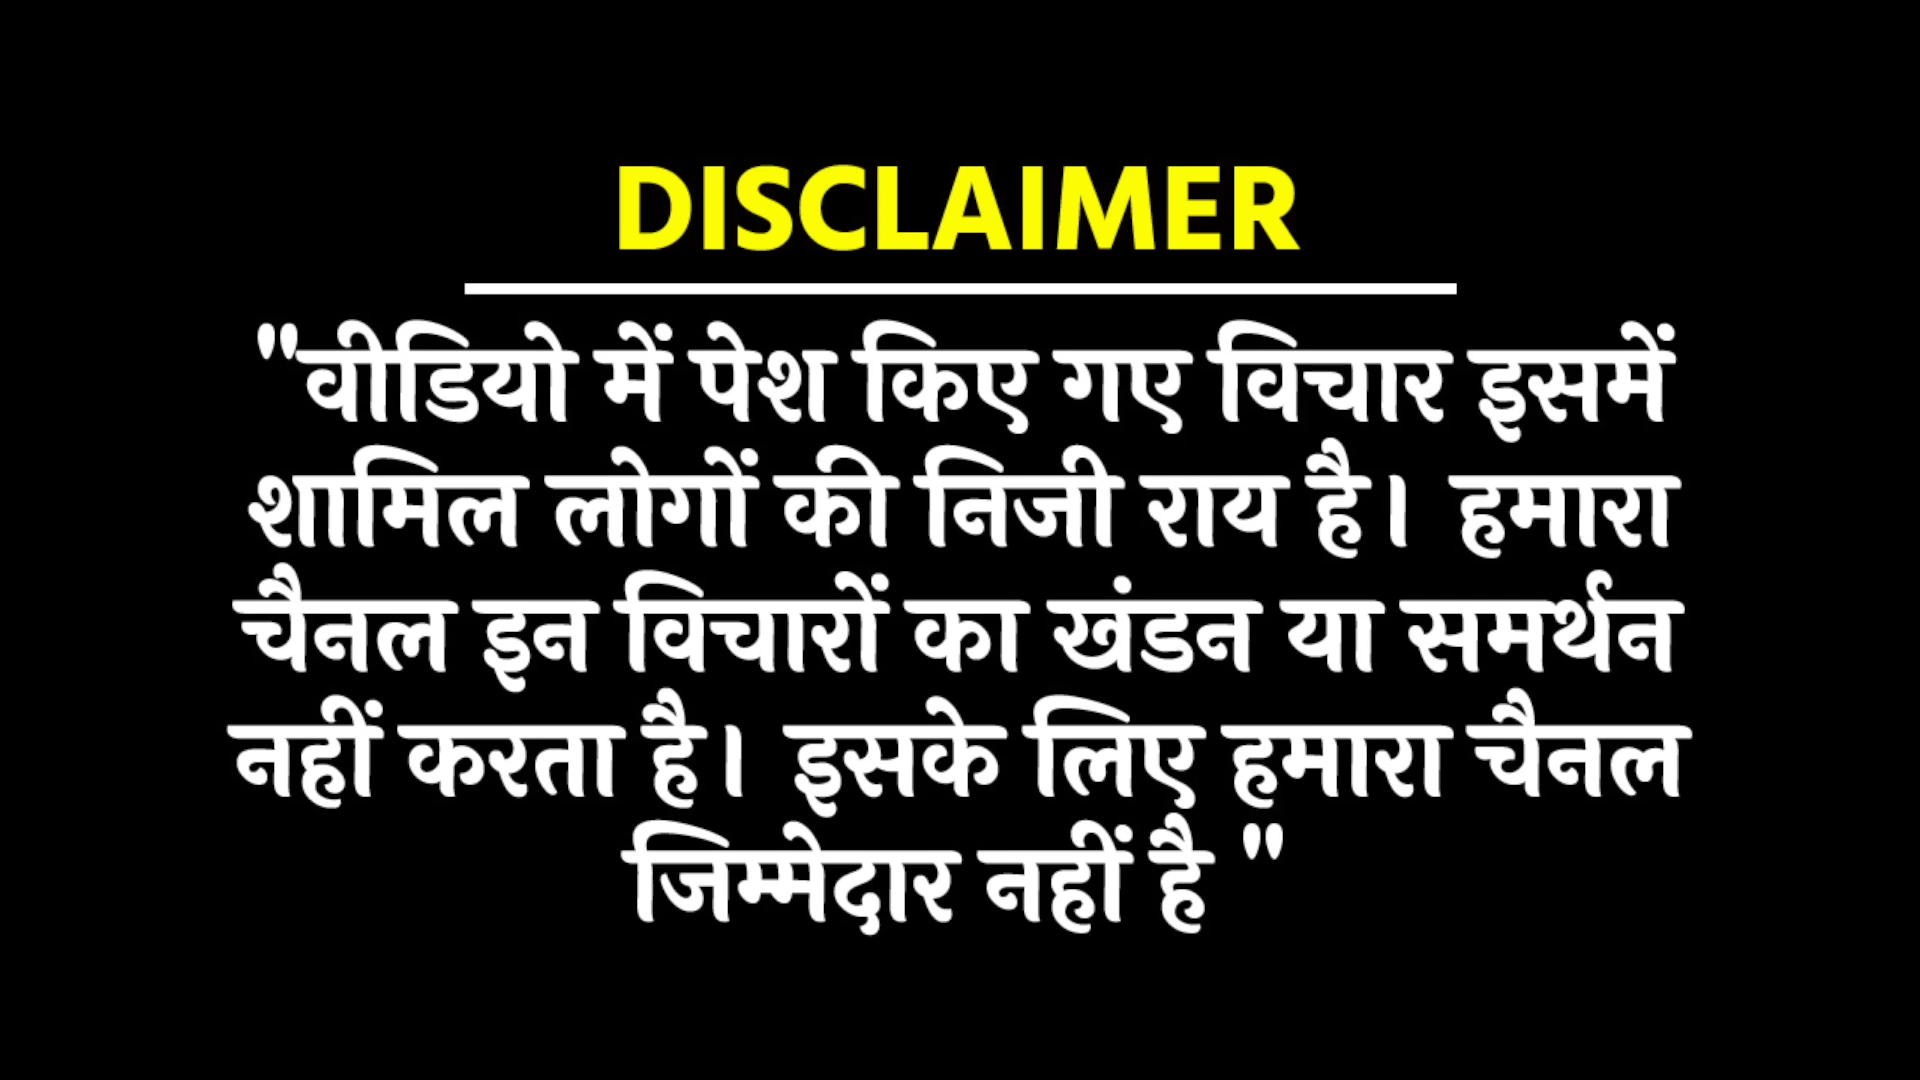 DISCLAIMER
"वीडियो में पेश किए गए विचार इसमें
शामिल लोगों की निजी राय है। हमारा
चैनल इन विचारों का खंडन या समर्थन
नहीं करता है। इसके लिए हमारा चैनल
जिम्मेदार नहीं है "